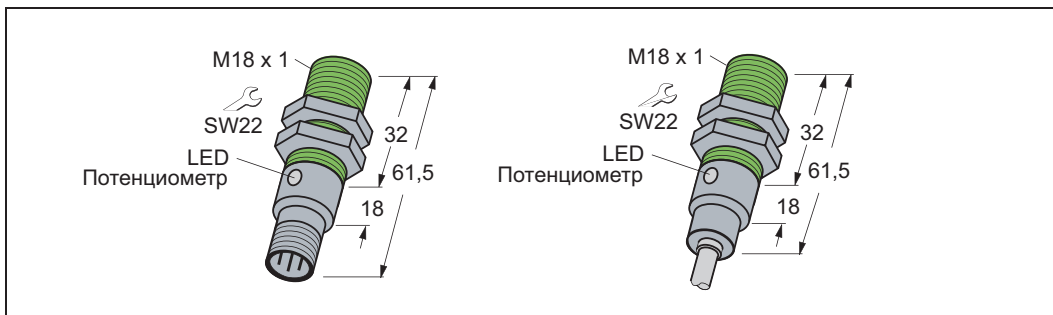 M18 x 1
SW22
LED
Потенциометр
32
61,5
18
M18 x 1
SW22
LED
Потенциометр
32
61,5
18